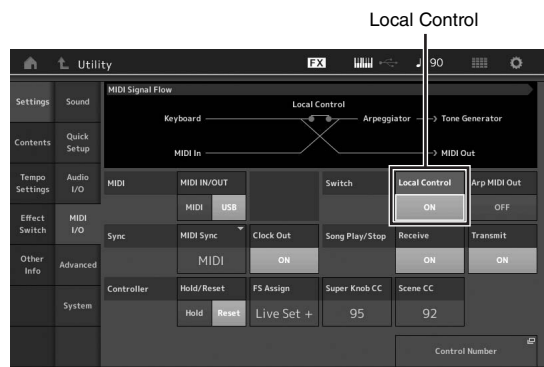 Local Control
Utility
FX
90
MIDI Signal Flow
Local Control
Keyboard
Arpeggiator
Tone Generator
MIDI In
MIDI Out
Settings
Sound
Contents
Quick Setup
Tempo Settings
Audio I/O
Effect Switch
MIDI I/O
Other Info
Advanced
System
MIDI
MIDI IN/OUT
MIDI
USB
Switch
Local Control
ON
Arp MIDI Out
OFF
Sync
MIDI Sync
MIDI
Clock Out
ON
Song Play/Stop
Receive
ON
Transmit
ON
Controller
Hold/Reset
Hold
Reset
FS Assign
Live Set +
Super Knob CC
95
Scene CC
92
Control Number